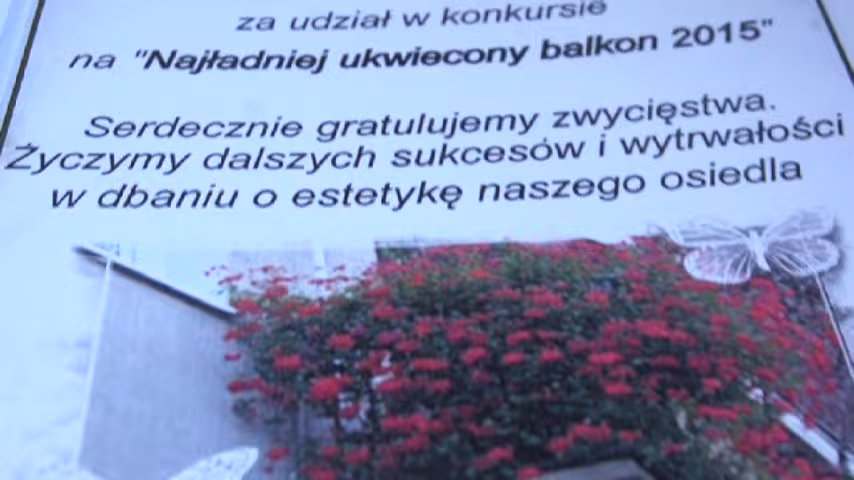 za udział w konkursie
na "Najładniej ukwiecony balkon 2015"
Serdecznie gratulujemy zwycięstwa.
Życzymy dalszych sukcesów i wytrwałości
w dbaniu o estetykę naszego osiedla